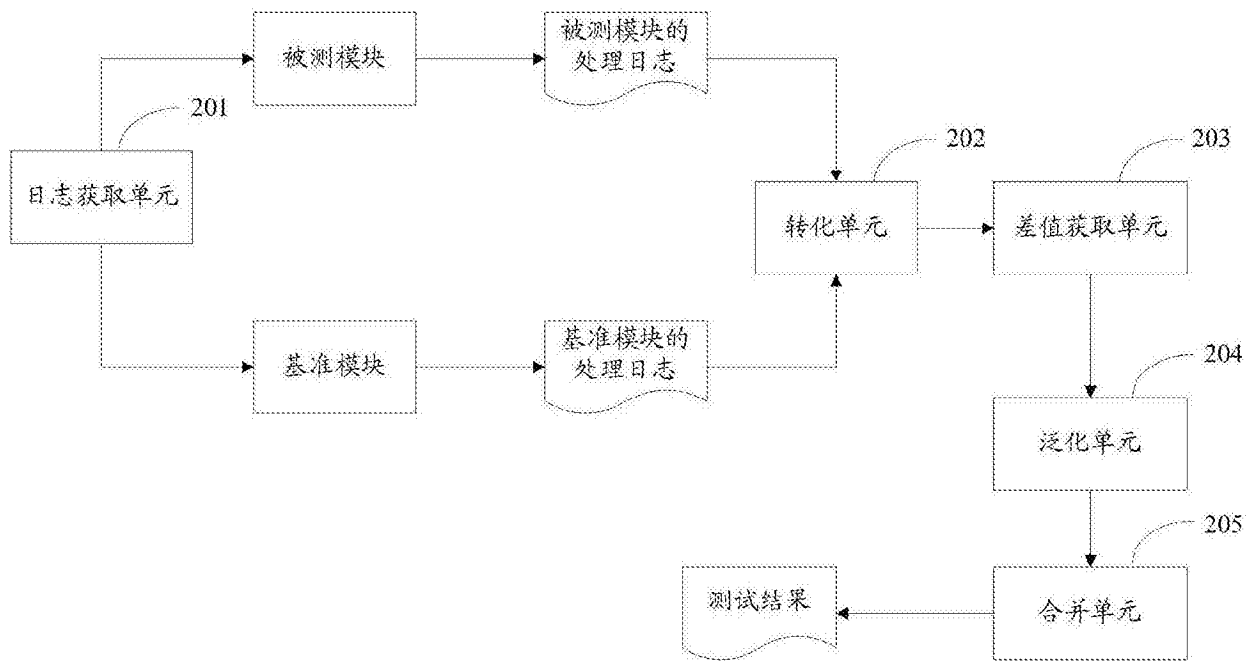 被测模块
被测模块的
处理日志
201
日志获取单元
202
203
转化单元
差值获取单元
基准模块
基准模块的
处理日志
204
泛化单元
205
测试结果
合并单元